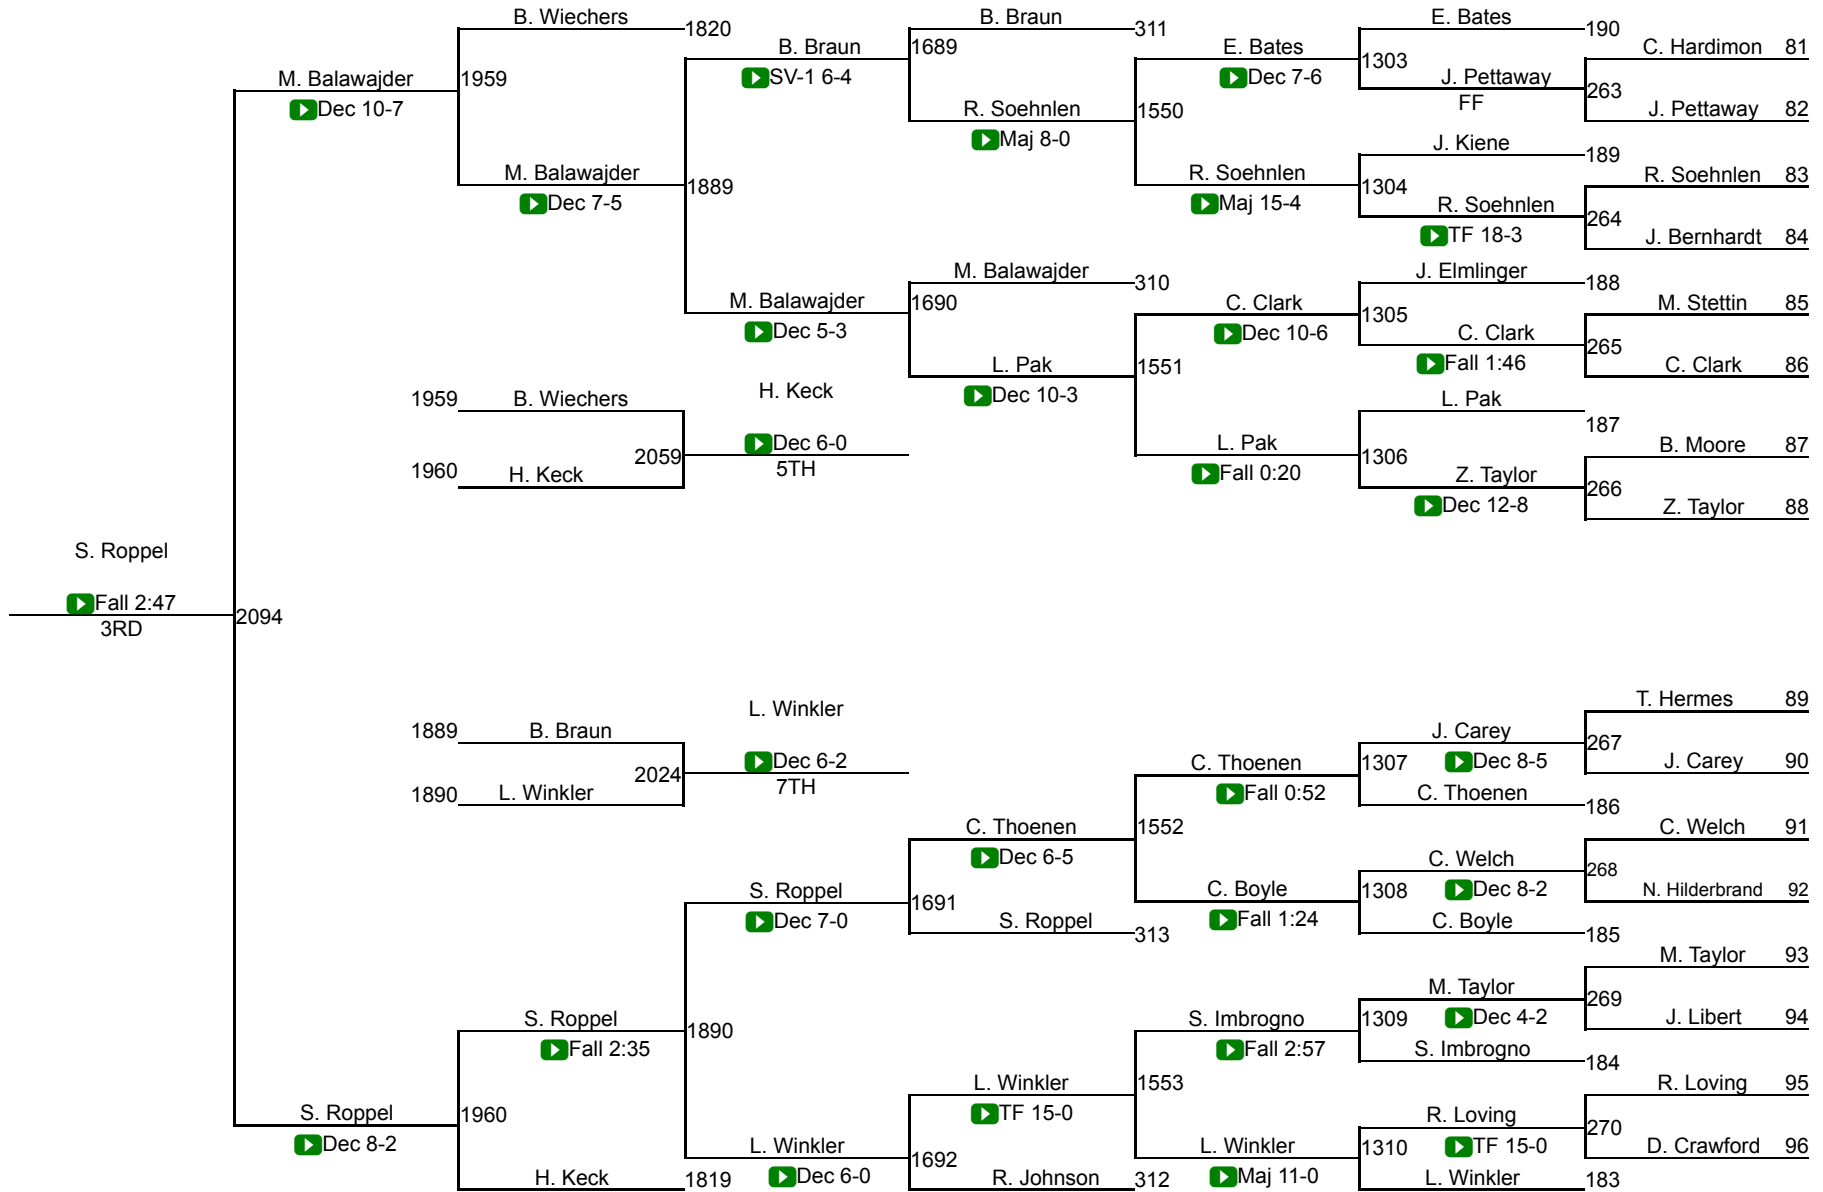 B. Wiechers
B. Braun
E. Bates
1820
311
190
B. Braun
1689
E. Bates
C. Hardimon 81
M. Balawajder
1959
SV-1 6-4
Dec 7-6
1303
J. Pettaway
FF
263
Dec 10-7
R. Soehnlen
1550
J. Pettaway 82
Maj 8-0
J. Kiene
189
M. Balawajder
1889
R. Soehnlen
1304
R. Soehnlen 83
Dec 7-5
Maj 15-4
R. Soehnlen
264
TF 18-3
J. Bernhardt 84
M. Balawajder
310
J. Elmlinger
188
M. Balawajder
1690
C. Clark
1305
M. Stettin 85
Dec 5-3
Dec 10-6
C. Clark
265
L. Pak
1551
Fall 1:46
C. Clark 86
1959
B. Wiechers
H. Keck
Dec 10-3
L. Pak
187
2059
Dec 6-0
L. Pak
1306
B. Moore 87
1960
H. Keck
5TH
Fall 0:20
Z. Taylor
266
Dec 12-8
Z. Taylor 88
S. Roppel
Fall 2:47
3RD
2094
T. Hermes 89
1889
B. Braun
L. Winkler
J. Carey
267
2024
Dec 6-2
C. Thoenen
1307
Dec 8-5
J. Carey 90
1890
L. Winkler
7TH
Fall 0:52
C. Thoenen
186
C. Thoenen
1552
C. Welch 91
Dec 6-5
C. Welch
268
S. Roppel
1691
C. Boyle
1308
Dec 8-2
N. Hilderbrand 92
Dec 7-0
S. Roppel
313
Fall 1:24
C. Boyle
185
M. Taylor 93
M. Taylor
269
S. Roppel
1890
S. Imbrogno
1309
Dec 4-2
J. Libert 94
Fall 2:35
Fall 2:57
S. Imbrogno
184
L. Winkler
1553
R. Loving 95
S. Roppel
1960
TF 15-0
R. Loving
270
Dec 8-2
L. Winkler
1692
L. Winkler
1310
TF 15-0
D. Crawford 96
H. Keck
1819
Dec 6-0
R. Johnson
312
Maj 11-0
L. Winkler
183